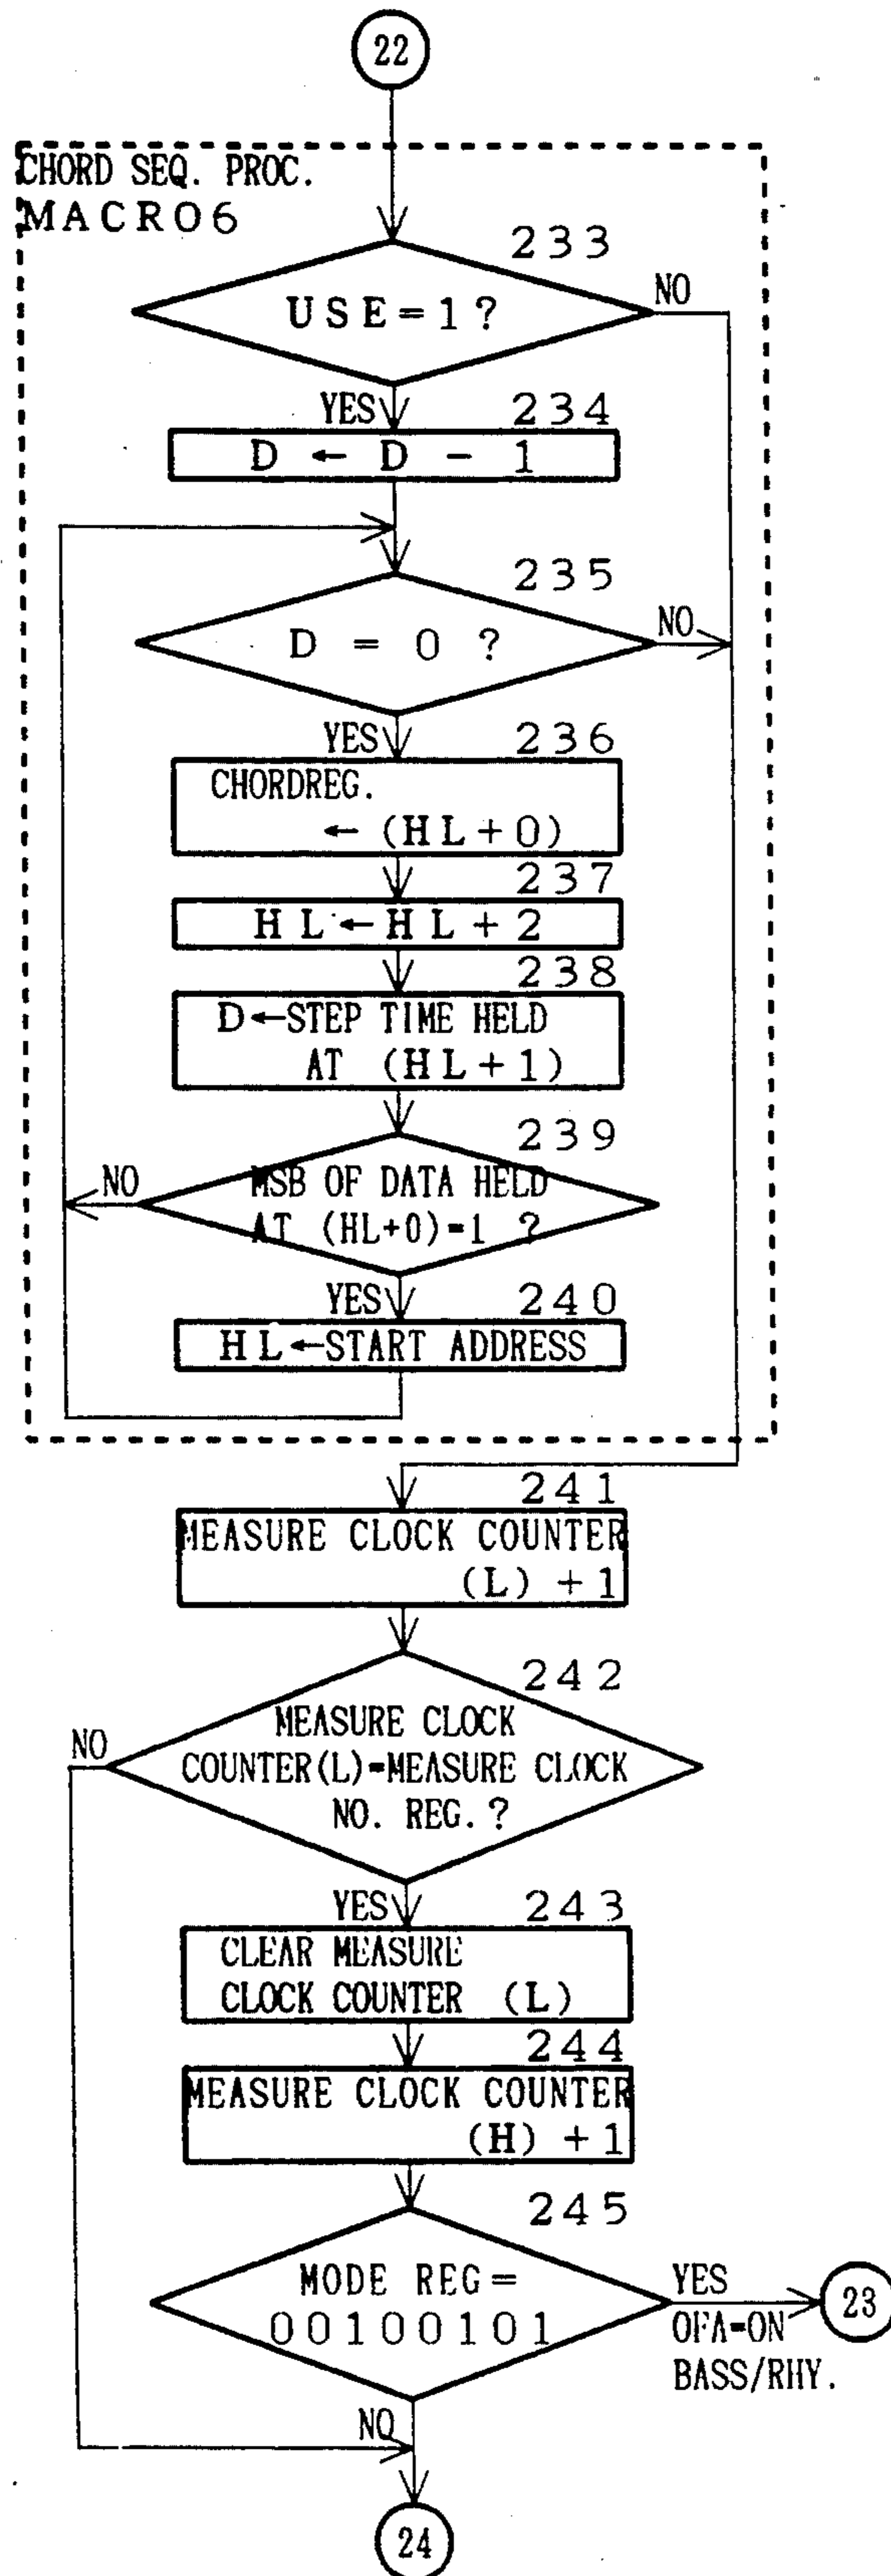 22
CHORD SEQ. PROC.
MACRO6
233
USE=1?
NO
YES
234
D ← D - 1
235
D = 0 ?
NO
YES
236
CHORDREG.
← (HL+0)
237
HL←HL+2
238
D←STEP TIME HELD
AT (HL+1)
239
NO
MSB OF DATA HELD
AT (HL+0)=1 ?
YES
240
HL←START ADDRESS
241
MEASURE CLOCK COUNTER
(L) +1
242
NO
MEASURE CLOCK
COUNTER(L)=MEASURE CLOCK
NO. REG.?
YES
243
CLEAR MEASURE
CLOCK COUNTER (L)
244
MEASURE CLOCK COUNTER
(H) +1
245
MODE REG=
00100101
YES
23
OFA=ON
BASS/RHY.
NO
24